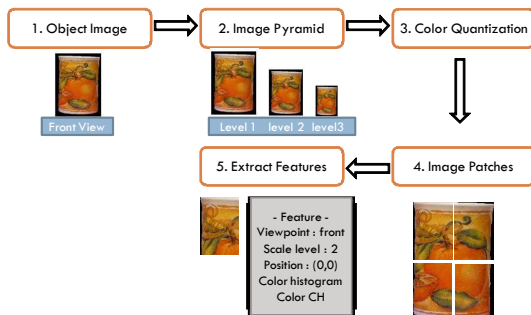 1. Object Image
2. Image Pyramid
3. Color Quantization
Front View
Level 1
level 2
level3
5. Extract Features
4. Image Patches
- Feature -
Viewpoint : front
Scale level : 2
Position : (0,0)
Color histogram
Color CH